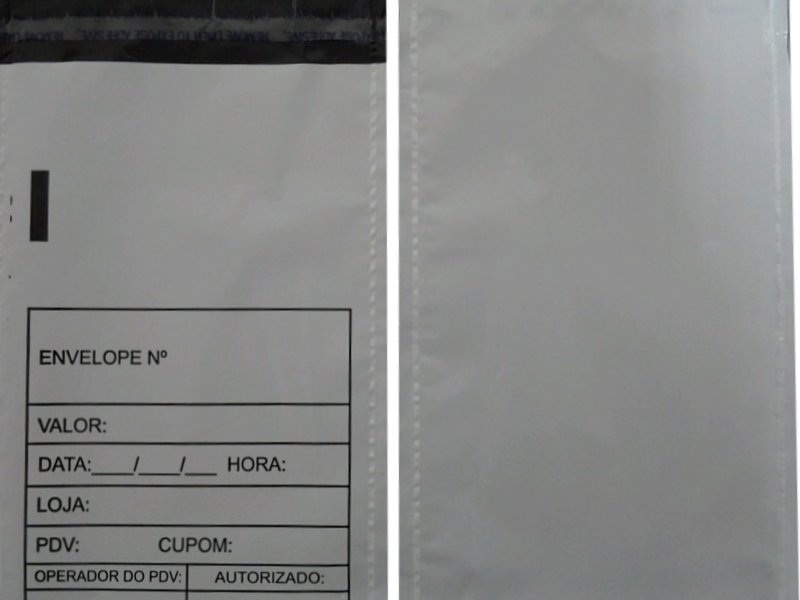 ENVELOPE Nº
VALOR:
DATA:____/____/___ HORA:
LOJA:
PDV: CUPOM:
OPERADOR DO PDV: AUTORIZADO: